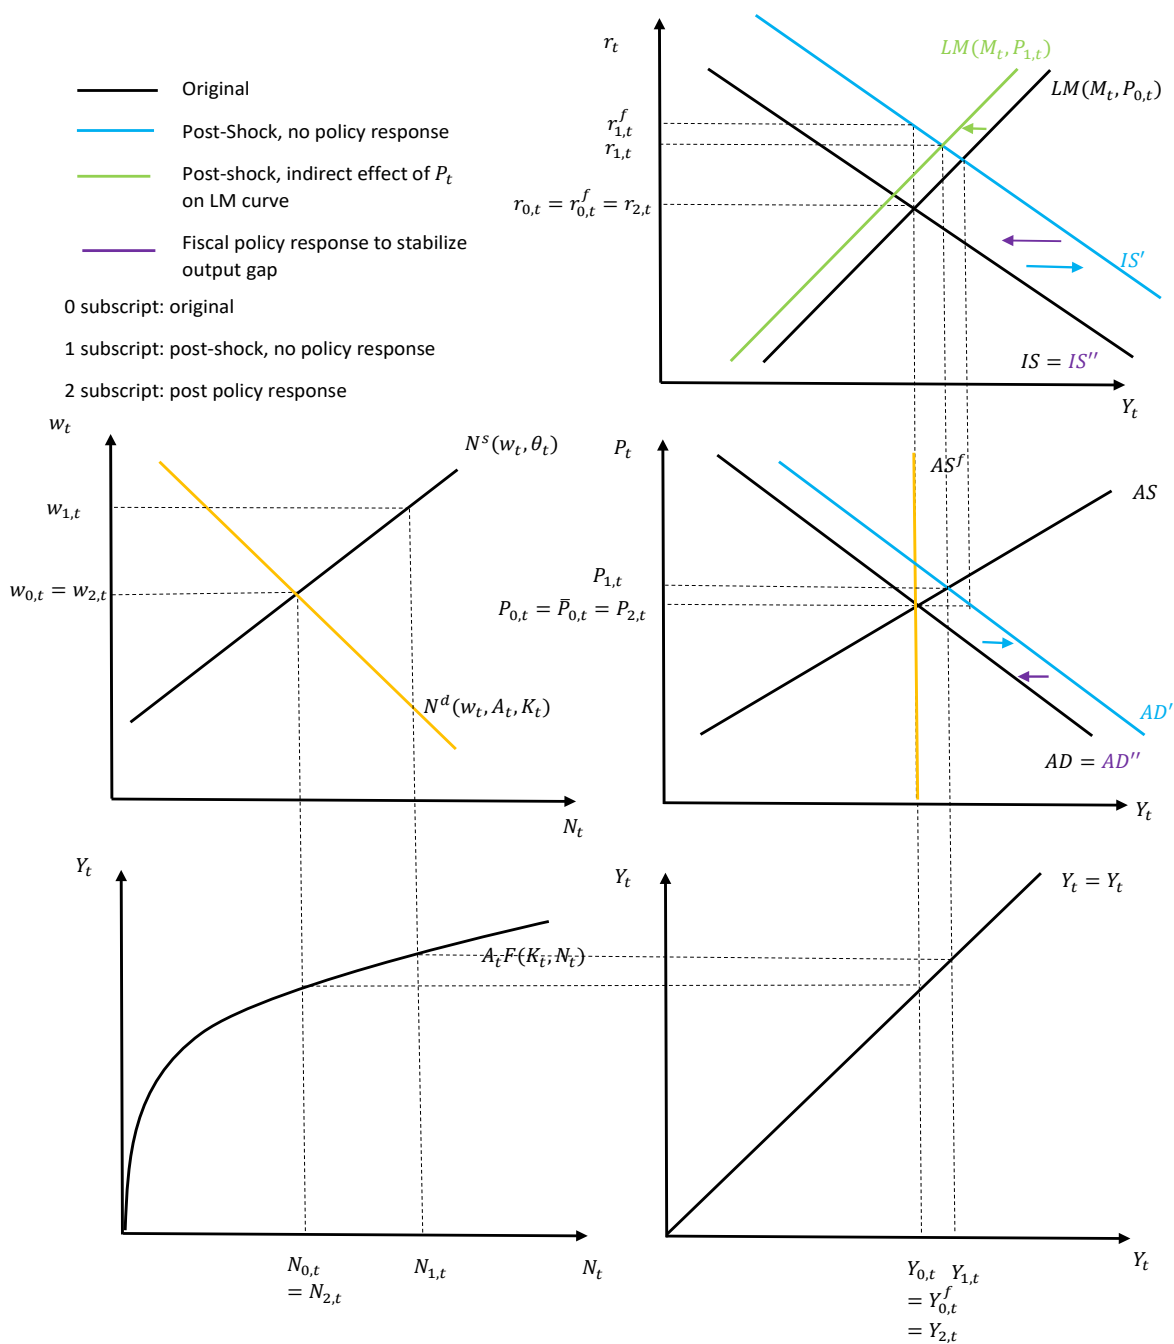 Original
Post-Shock, no policy response
Post-shock, indirect effect of P_t
on LM curve
Fiscal policy response to stabilize
output gap
0 subscript: original
1 subscript: post-shock, no policy response
2 subscript: post policy response
r_t
LM(M_t, P_{1,t})
LM(M_t, P_{0,t})
r_{1,t}^f
r_{1,t}
r_{0,t} = r_{0,t}^f = r_{2,t}
IS′
IS = IS′′
Y_t
w_t
N^s(w_t, θ_t)
w_{1,t}
w_{0,t} = w_{2,t}
N^d(w_t, A_t, K_t)
N_t
P_t
AS^f
AS
P_{1,t}
P_{0,t} = P̄_{0,t} = P_{2,t}
AD′
AD = AD′′
Y_t
Y_t
A_tF(K_t, N_t)
N_{0,t}
= N_{2,t}
N_{1,t}
N_t
Y_t
Y_t = Y_t
Y_{0,t}
= Y_{0,t}^f
= Y_{2,t}
Y_{1,t}
Y_t